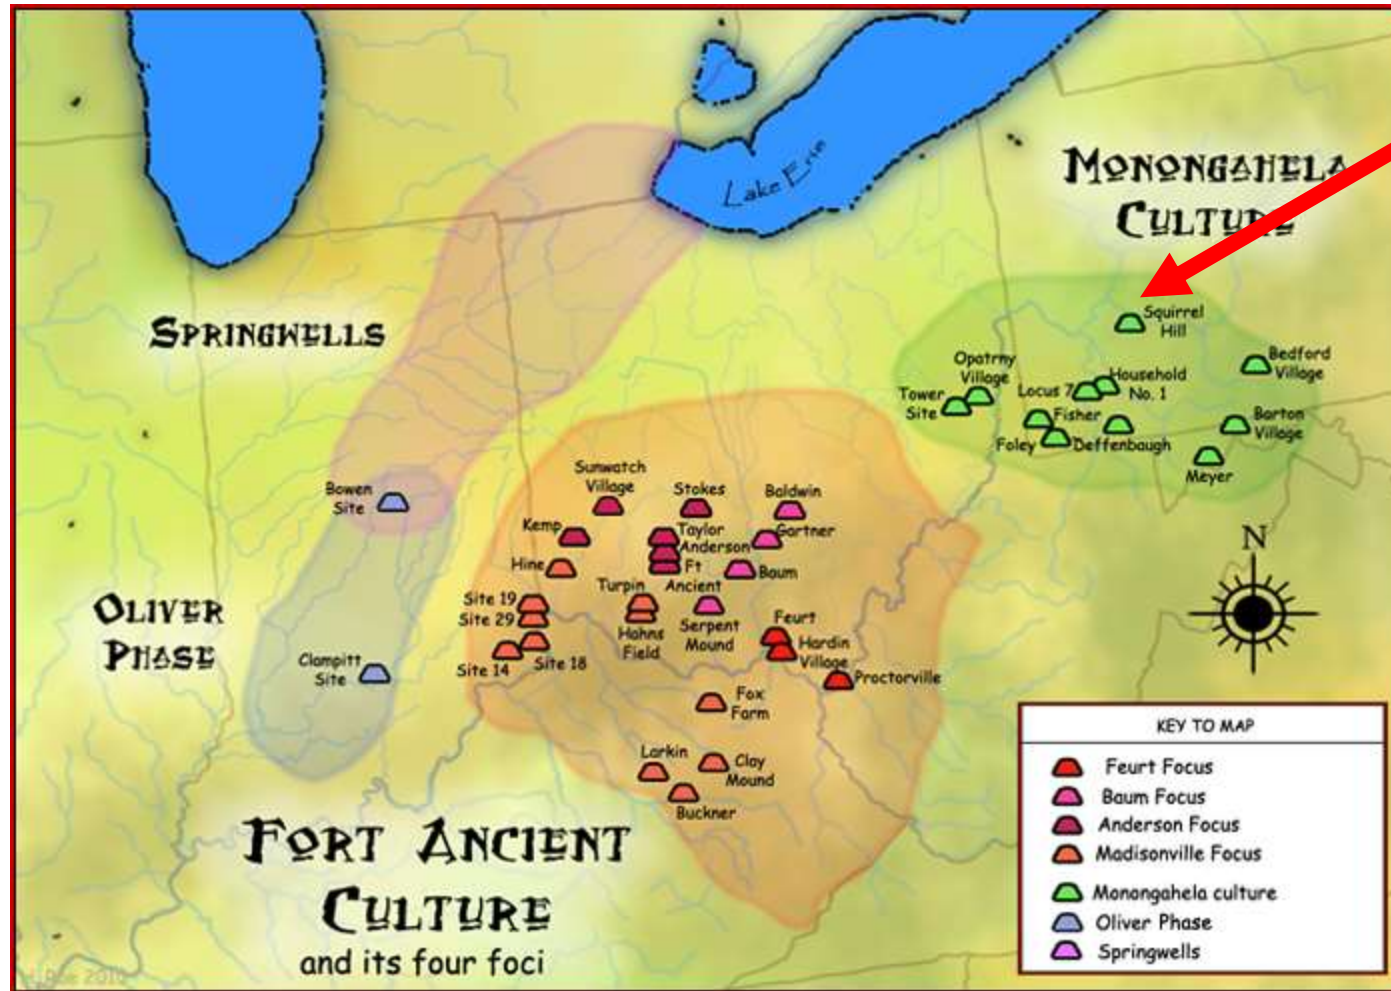 Lake Erie
MONONGAHELA
CULTURE
SPRINGWELLS
Squirrel
Hill
Opatrny
Village
Bedford
Village
Tower
Site
Locus 7
Household
No. 1
Fisher
Foley
Deffenbaugh
Barton
Village
Meyer
Bowen
Site
Sunwatch
Village
Stokes
Baldwin
Kemp
Taylor
Anderson
Gartner
Hine
Ft
Ancient
Baum
Turpin
Site 19
Site 29
Hahns
Field
Serpent
Mound
Feurt
Hardin
Village
Site 14
Site 18
Proctorville
OLIVER
PHASE
Clampitt
Site
Fox
Farm
Larkin
Clay
Mound
Buckner
N
FORT ANCIENT
CULTURE
and its four foci
KEY TO MAP
Feurt Focus
Baum Focus
Anderson Focus
Madisonville Focus
Monongahela culture
Oliver Phase
Springwells